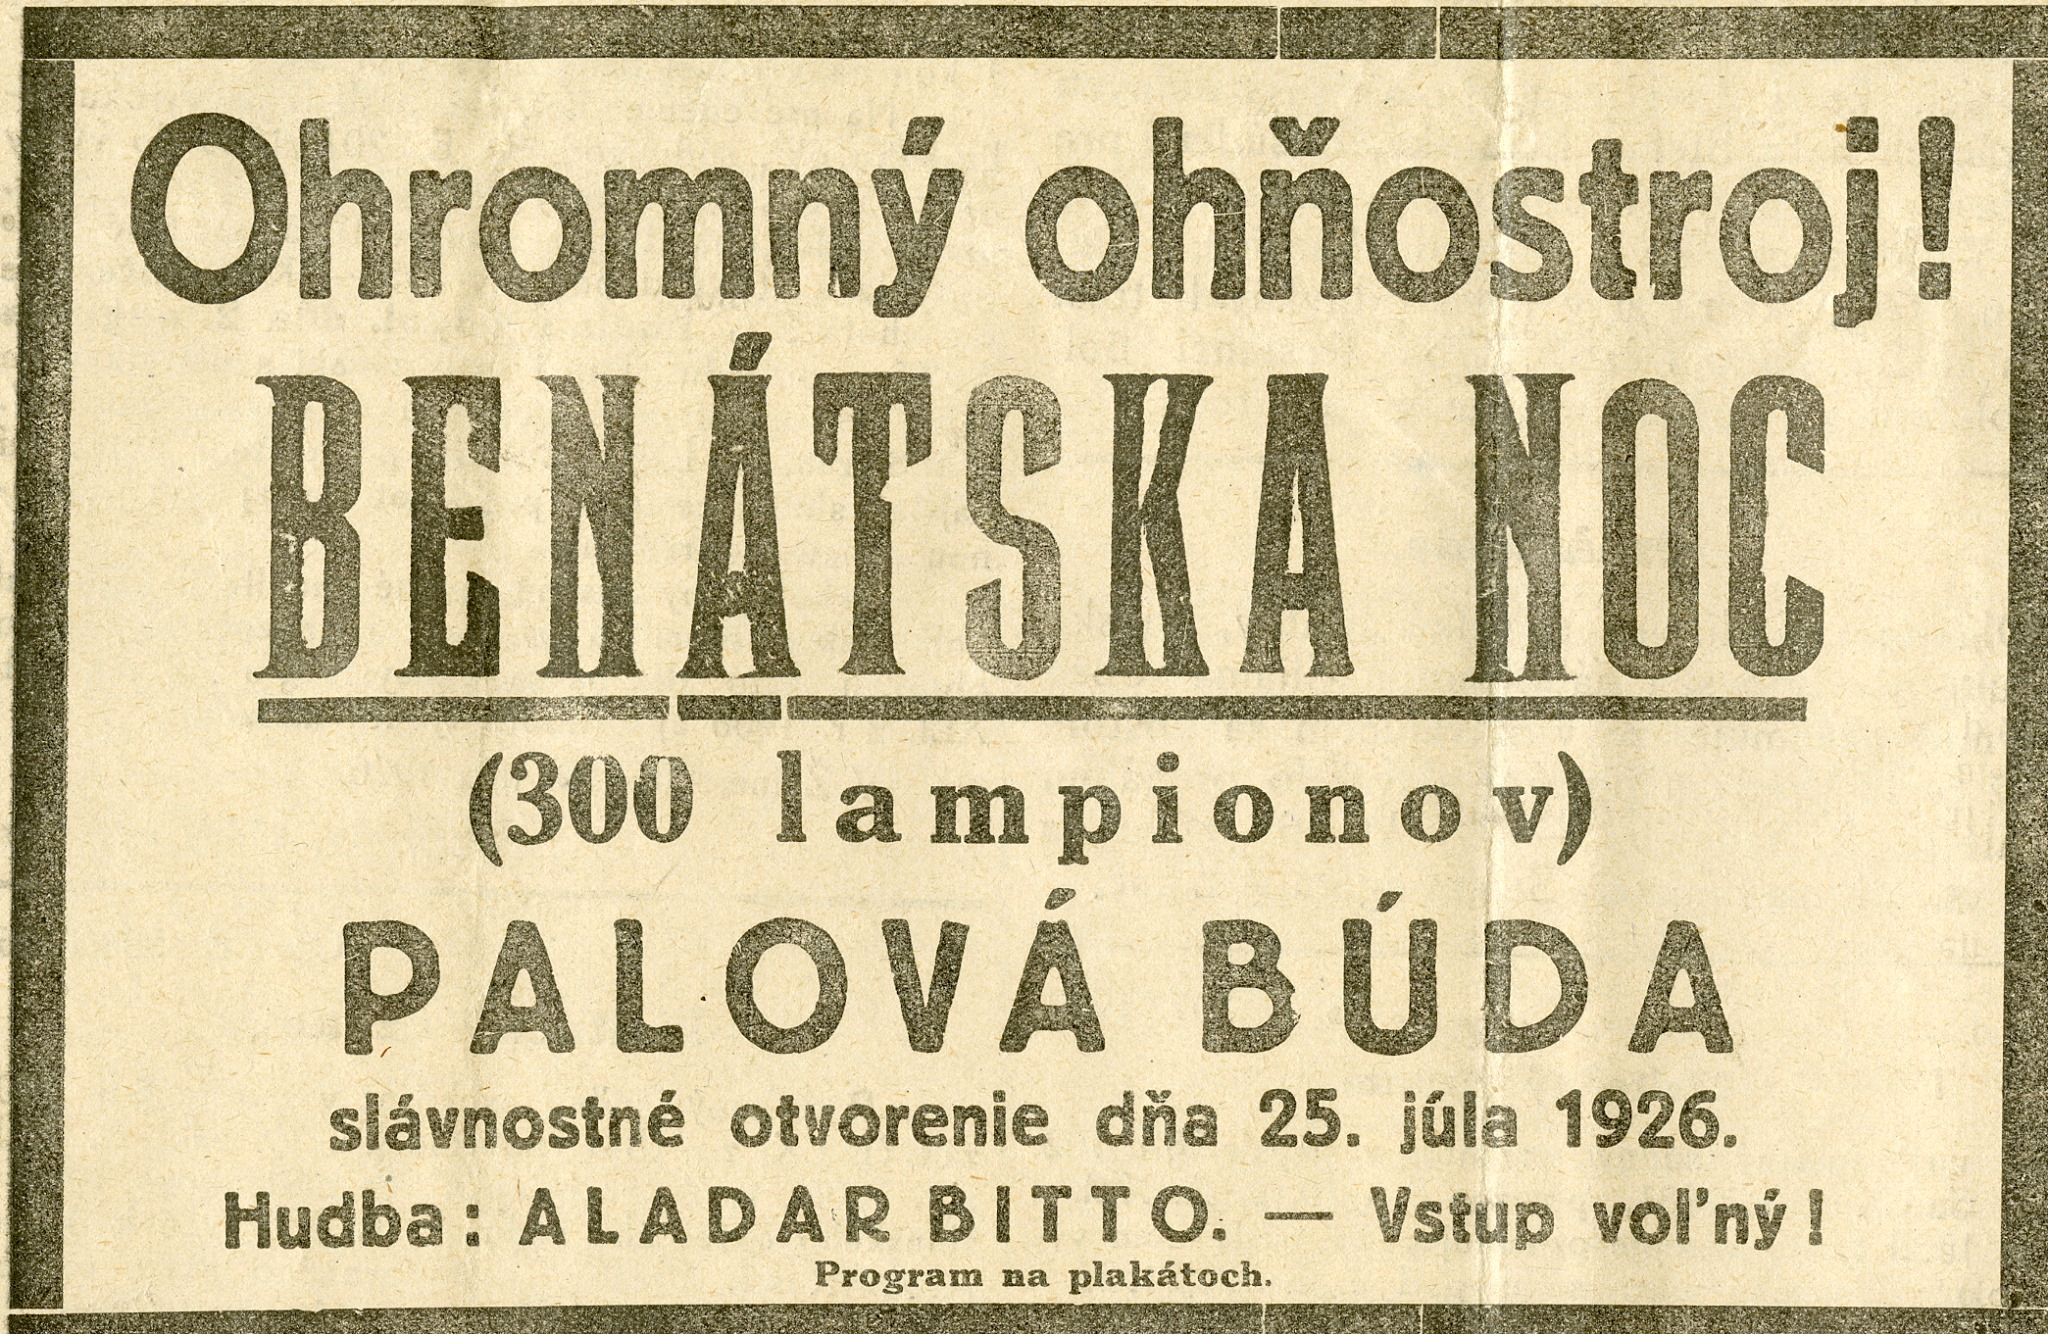 Ohromný ohňostroj!
BENÁTSKA NOC
(300 lampionov)
PALOVÁ BÚDA
slávnostné otvorenie dňa 25. júla 1926.
Hudba: ALADAR BITTO. — Vstup voľný!
Program na plakátoch.